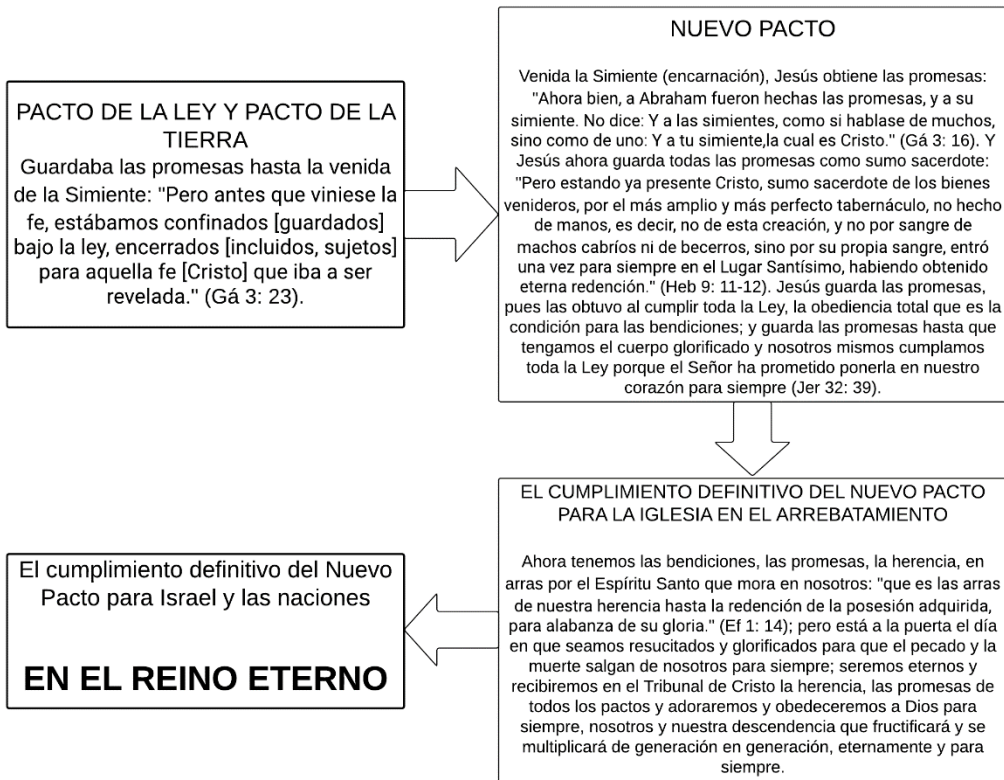 PACTO DE LA LEY Y PACTO DE LA
TIERRA
Guardaba las promesas hasta la venida
de la Simiente: "Pero antes que viniese la
fe, estábamos confinados [guardados]
bajo la ley, encerrados [incluidos, sujetos]
para aquella fe [Cristo] que iba a ser
revelada." (Gá 3: 23).
NUEVO PACTO
Venida la Simiente (encarnación), Jesús obtiene las promesas:
"Ahora bien, a Abraham fueron hechas las promesas, y a su
simiente. No dice: Y a las simientes, como si hablase de muchos,
sino como de uno: Y a tu simiente,la cual es Cristo." (Gá 3: 16). Y
Jesús ahora guarda todas las promesas como sumo sacerdote:
"Pero estando ya presente Cristo, sumo sacerdote de los bienes
venideros, por el más amplio y más perfecto tabernáculo, no hecho
de manos, es decir, no de esta creación, y no por sangre de
machos cabríos ni de becerros, sino por su propia sangre, entró
una vez para siempre en el Lugar Santísimo, habiendo obtenido
eterna redención." (Heb 9: 11-12). Jesús guarda las promesas,
pues las obtuvo al cumplir toda la Ley, la obediencia total que es la
condición para las bendiciones; y guarda las promesas hasta que
tengamos el cuerpo glorificado y nosotros mismos cumplamos
toda la Ley porque el Señor ha prometido ponerla en nuestro
corazón para siempre (Jer 32: 39).
EL CUMPLIMIENTO DEFINITIVO DEL NUEVO PACTO
PARA LA IGLESIA EN EL ARREBATAMIENTO
Ahora tenemos las bendiciones, las promesas, la herencia, en
arras por el Espíritu Santo que mora en nosotros: "que es las arras
de nuestra herencia hasta la redención de la posesión adquirida,
para alabanza de su gloria." (Ef 1: 14); pero está a la puerta el día
en que seamos resucitados y glorificados para que el pecado y la
muerte salgan de nosotros para siempre; seremos eternos y
recibiremos en el Tribunal de Cristo la herencia, las promesas de
todos los pactos y adoraremos y obedeceremos a Dios para
siempre, nosotros y nuestra descendencia que fructificará y se
multiplicará de generación en generación, eternamente y para
siempre.
El cumplimiento definitivo del Nuevo
Pacto para Israel y las naciones
EN EL REINO ETERNO